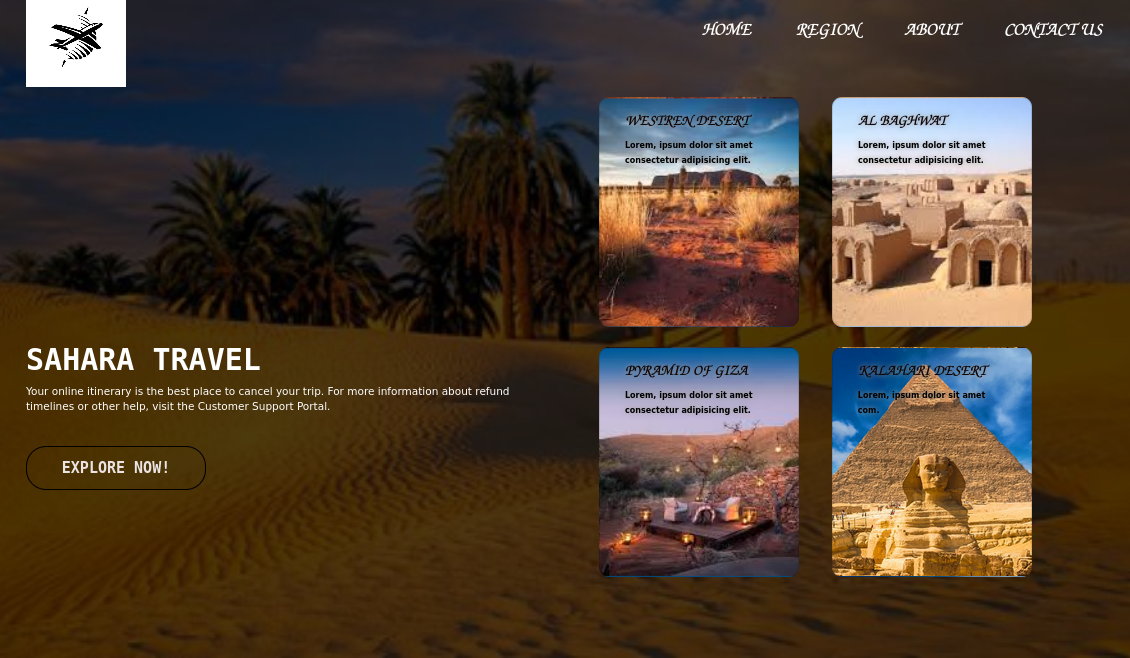 HOME REGION ABOUT CONTACT US
WESTREN DESERT
Lorem, ipsum dolor sit amet
consectetur adipisicing elit.
AL BAGHWAT
Lorem, ipsum dolor sit amet
consectetur adipisicing elit.
SAHARA TRAVEL
Your online itinerary is the best place to cancel your trip. For more information about refund
timelines or other help, visit the Customer Support Portal.
EXPLORE NOW!
PYRAMID OF GIZA
Lorem, ipsum dolor sit amet
consectetur adipisicing elit.
KALAHARI DESERT
Lorem, ipsum dolor sit amet
com.